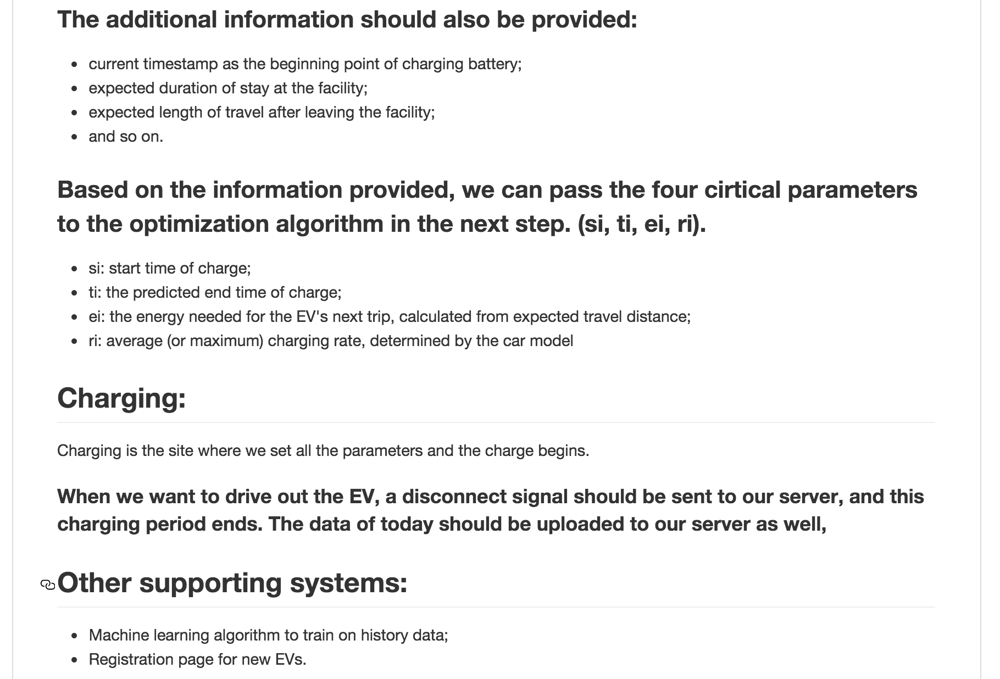 The additional information should also be provided:
current timestamp as the beginning point of charging battery;
expected duration of stay at the facility;
expected length of travel after leaving the facility;
and so on.
Based on the information provided, we can pass the four cirtical parameters
to the optimization algorithm in the next step. (si, ti, ei, ri).
si: start time of charge;
ti: the predicted end time of charge;
ei: the energy needed for the EV's next trip, calculated from expected travel distance;
ri: average (or maximum) charging rate, determined by the car model
Charging:
Charging is the site where we set all the parameters and the charge begins.
When we want to drive out the EV, a disconnect signal should be sent to our server, and this
charging period ends. The data of today should be uploaded to our server as well,
Other supporting systems:
Machine learning algorithm to train on history data;
Registration page for new EVs.